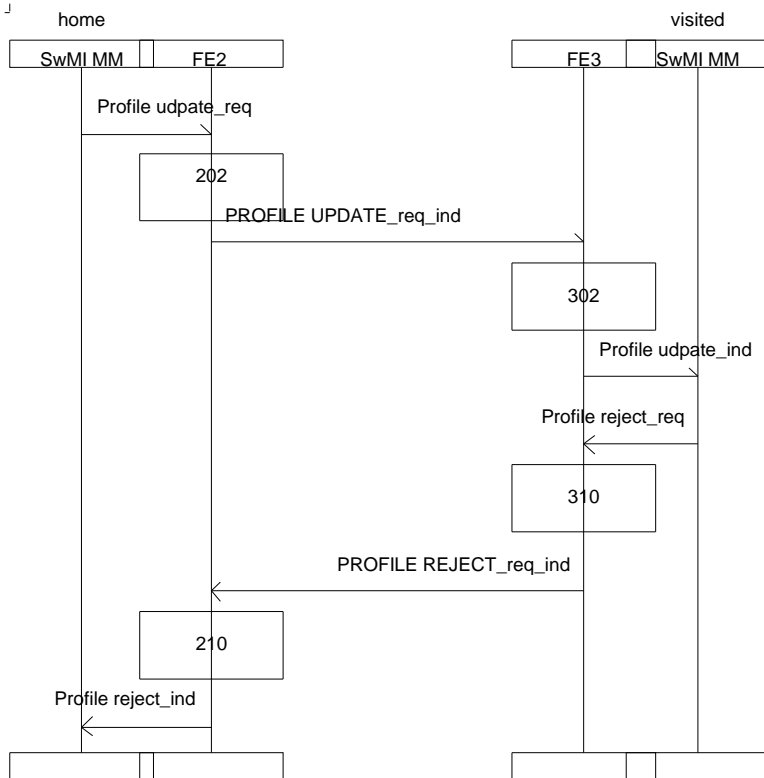 home visited
SwMI MM FE2 FE3 SwMI MM
Profile udpate_req
202
PROFILE UPDATE_req_ind
302
Profile udpate_ind
Profile reject_req
310
PROFILE REJECT_req_ind
210
Profile reject_ind